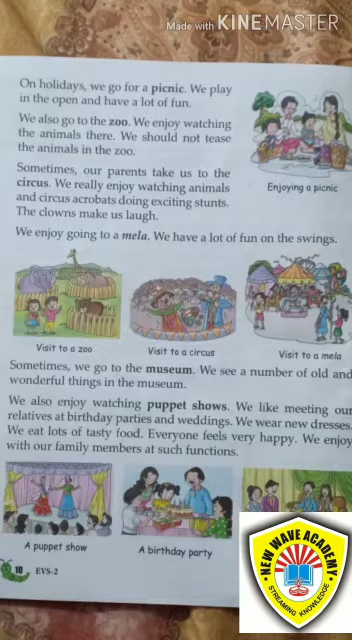 Made with KINEMASTER
On holidays, we go for a picnic. We play
in the open and have a lot of fun.
We also go to the zoo. We enjoy watching
the animals there. We should not tease
the animals in the zoo.
Sometimes, our parents take us to the
circus. We really enjoy watching animals
and circus acrobats doing exciting stunts.
The clowns make us laugh.
Enjoying a picnic
We enjoy going to a mela. We have a lot of fun on the swings.
Visit to a zoo
Visit to a circus
Visit to a mela
Sometimes, we go to the museum. We see a number of old and
wonderful things in the museum.
We also enjoy watching puppet shows. We like meeting our
relatives at birthday parties and weddings. We wear new dresses.
We eat lots of tasty food. Everyone feels very happy. We enjoy
with our family members at such functions.
A puppet show
A birthday party
10 EVS-2
NEW WAVE ACADEMY
STREAMING KNOWLEDGE